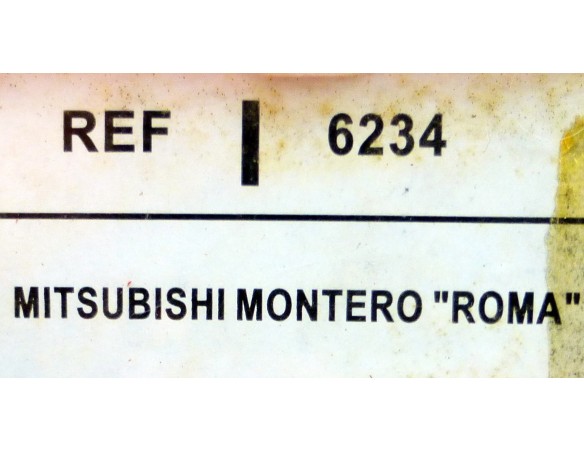 REF | 6234
MITSUBISHI MONTERO "ROMA"